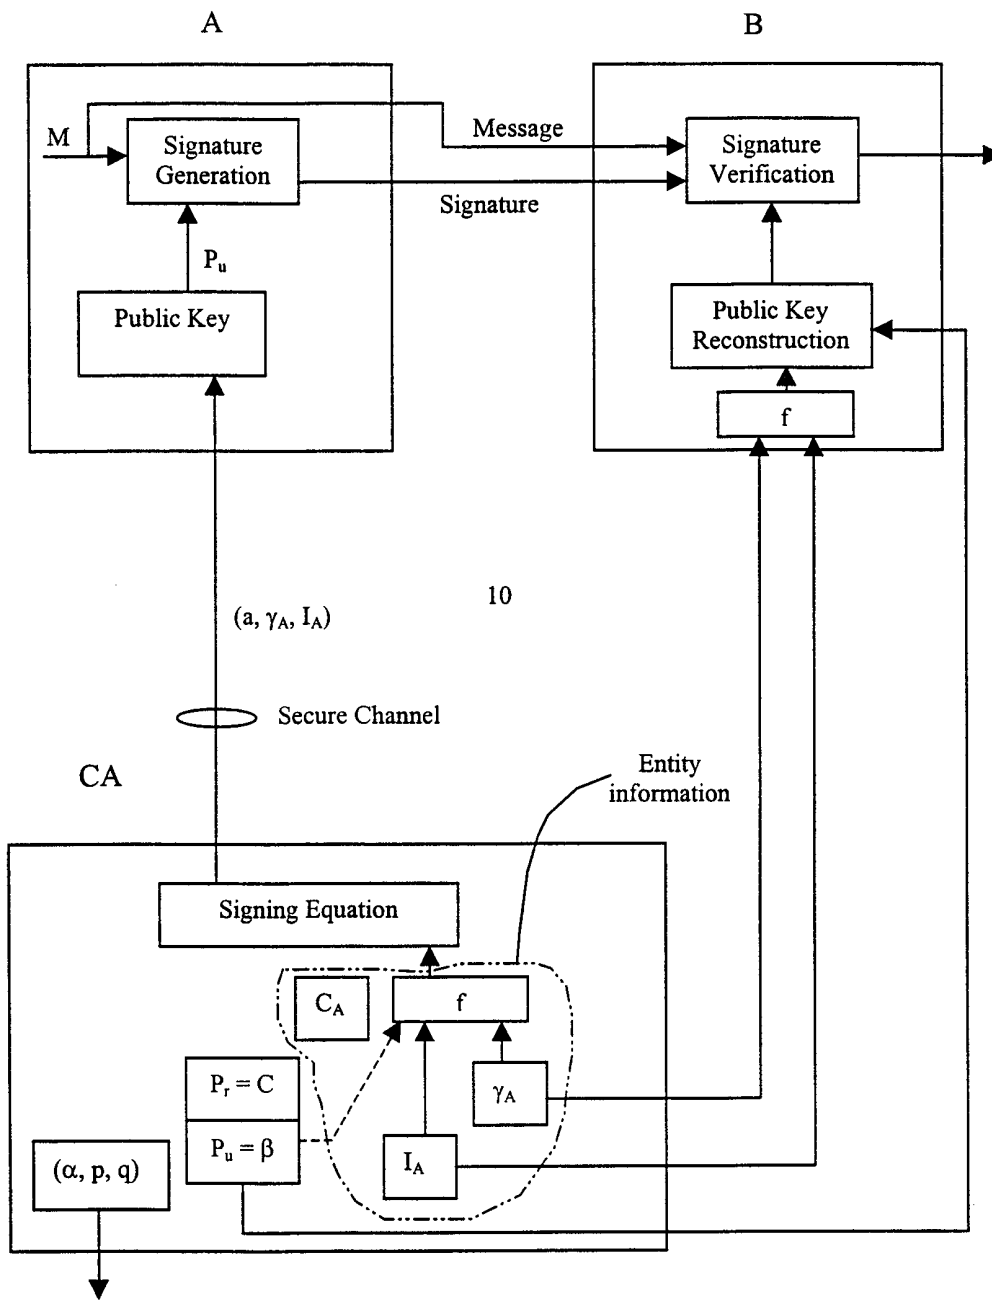 A
B
M
Signature
Generation
Message
Signature
Verification
Signature
Pu
Public Key
Public Key
Reconstruction
f
10
(a, γA, IA)
Secure Channel
CA
Entity
information
Signing Equation
CA
f
Pr = C
γA
Pu = β
IA
(α, p, q)